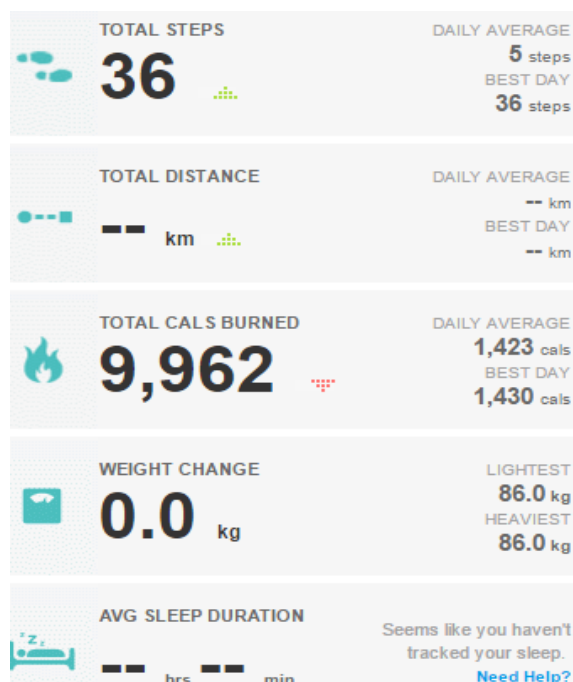 TOTAL STEPS
36
DAILY AVERAGE
5 steps
BEST DAY
36 steps
TOTAL DISTANCE
-- km
DAILY AVERAGE
-- km
BEST DAY
-- km
TOTAL CALS BURNED
9,962
DAILY AVERAGE
1,423 cals
BEST DAY
1,430 cals
WEIGHT CHANGE
0.0 kg
LIGHTEST
86.0 kg
HEAVIEST
86.0 kg
AVG SLEEP DURATION
-- hrs -- min
Seems like you haven't
tracked your sleep.
Need Help?